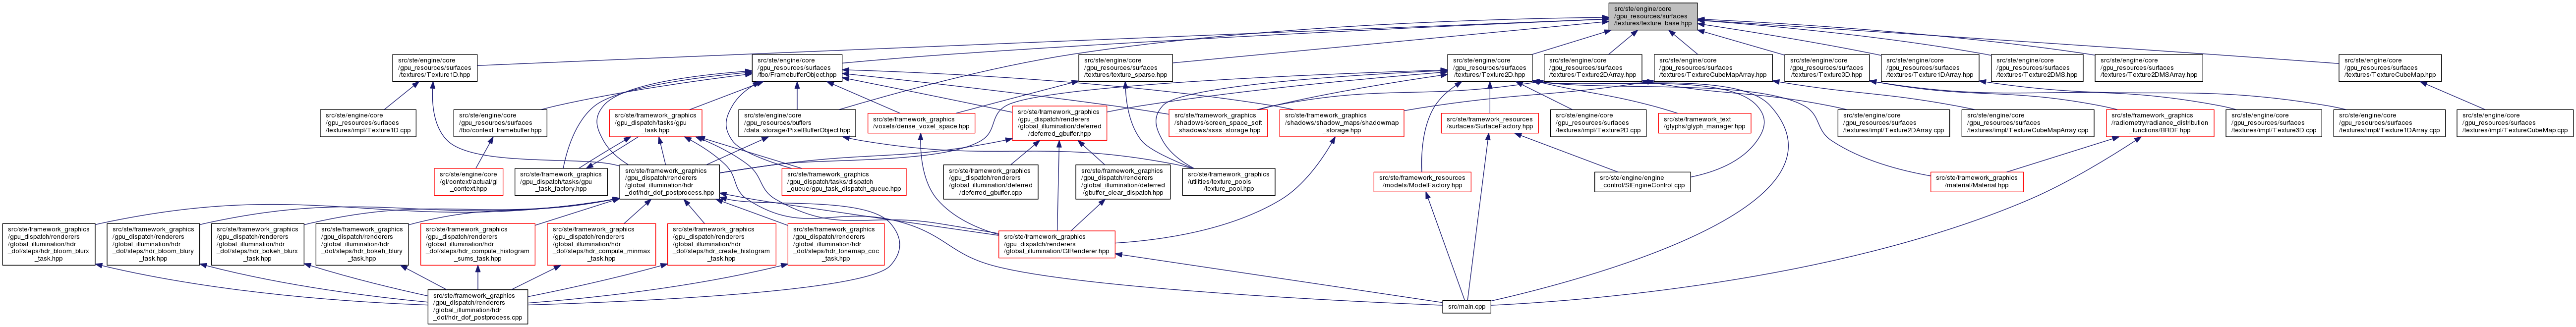 src/ste/engine/core
/gpu_resources/surfaces
/textures/texture_base.hpp
src/ste/engine/core
/gpu_resources/surfaces
/textures/Texture1D.hpp
src/ste/engine/core
/gpu_resources/surfaces
/fbo/FramebufferObject.hpp
src/ste/engine/core
/gpu_resources/surfaces
/textures/texture_sparse.hpp
src/ste/engine/core
/gpu_resources/surfaces
/textures/Texture2D.hpp
src/ste/engine/core
/gpu_resources/surfaces
/textures/Texture2DArray.hpp
src/ste/engine/core
/gpu_resources/surfaces
/textures/TextureCubeMapArray.hpp
src/ste/engine/core
/gpu_resources/surfaces
/textures/Texture3D.hpp
src/ste/engine/core
/gpu_resources/surfaces
/textures/Texture1DArray.hpp
src/ste/engine/core
/gpu_resources/surfaces
/textures/Texture2DMS.hpp
src/ste/engine/core
/gpu_resources/surfaces
/textures/Texture2DMSArray.hpp
src/ste/engine/core
/gpu_resources/surfaces
/textures/TextureCubeMap.hpp
src/ste/engine/core
/gpu_resources/surfaces
/textures/impl/Texture1D.cpp
src/ste/engine/core
/gpu_resources/surfaces
/fbo/context_framebuffer.hpp
src/ste/framework_graphics
/gpu_dispatch/tasks/gpu
_task.hpp
src/ste/engine/core
/gpu_resources/buffers
/data_storage/PixelBufferObject.hpp
src/ste/framework_graphics
/voxels/dense_voxel_space.hpp
src/ste/framework_graphics
/gpu_dispatch/renderers
/global_illumination/deferred
_gbuffer.hpp
src/ste/framework_graphics
/shadows/screen_space_soft
_shadows/ssss_storage.hpp
src/ste/framework_graphics
/shadows/shadow_maps/shadowmap
_storage.hpp
src/ste/framework_resources
/surfaces/SurfaceFactory.hpp
src/ste/engine/core
/gpu_resources/surfaces
/textures/impl/Texture2D.cpp
src/ste/framework_text
/glyphs/glyph_manager.hpp
src/ste/engine/core
/gpu_resources/surfaces
/textures/impl/Texture2DArray.cpp
src/ste/engine/core
/gpu_resources/surfaces
/textures/impl/TextureCubeMapArray.cpp
src/ste/framework_graphics
/radiometry/radiance_distribution
_functions/BRDF.hpp
src/ste/engine/core
/gpu_resources/surfaces
/textures/impl/Texture3D.cpp
src/ste/engine/core
/gpu_resources/surfaces
/textures/impl/Texture1DArray.cpp
src/ste/engine/core
/gpu_resources/surfaces
/textures/impl/TextureCubeMap.cpp
src/ste/engine/core
/gl/context/actual/gl
_context.hpp
src/ste/framework_graphics
/gpu_dispatch/tasks/gpu
_task_factory.hpp
src/ste/framework_graphics
/gpu_dispatch/renderers
/global_illumination/hdr
_dof/hdr_dof_postprocess.hpp
src/ste/framework_graphics
/gpu_dispatch/tasks/dispatch
_queue/gpu_task_dispatch_queue.hpp
src/ste/framework_graphics
/gpu_dispatch/renderers
/global_illumination/deferred
/deferred_gbuffer.cpp
src/ste/framework_graphics
/gpu_dispatch/renderers
/global_illumination/deferred
/gbuffer_clear_dispatch.hpp
src/ste/framework_graphics
/utilities/texture_pools
/texture_pool.hpp
src/ste/framework_resources
/models/ModelFactory.hpp
src/ste/engine/engine
_control/StEngineControl.cpp
src/ste/framework_graphics
/material/Material.hpp
src/ste/framework_graphics
/gpu_dispatch/renderers
/global_illumination/hdr
_dof/steps/hdr_bloom_blurx
_task.hpp
src/ste/framework_graphics
/gpu_dispatch/renderers
/global_illumination/hdr
_dof/steps/hdr_bloom_blury
_task.hpp
src/ste/framework_graphics
/gpu_dispatch/renderers
/global_illumination/hdr
_dof/steps/hdr_bokeh_blurx
_task.hpp
src/ste/framework_graphics
/gpu_dispatch/renderers
/global_illumination/hdr
_dof/steps/hdr_bokeh_blury
_task.hpp
src/ste/framework_graphics
/gpu_dispatch/renderers
/global_illumination/hdr
_dof/steps/hdr_compute_histogram
_sums_task.hpp
src/ste/framework_graphics
/gpu_dispatch/renderers
/global_illumination/hdr
_dof/steps/hdr_compute_minmax
_task.hpp
src/ste/framework_graphics
/gpu_dispatch/renderers
/global_illumination/hdr
_dof/steps/hdr_create_histogram
_task.hpp
src/ste/framework_graphics
/gpu_dispatch/renderers
/global_illumination/hdr
_dof/steps/hdr_tonemap_coc
_task.hpp
src/ste/framework_graphics
/gpu_dispatch/renderers
/global_illumination/GIRenderer.hpp
src/ste/framework_graphics
/gpu_dispatch/renderers
/global_illumination/hdr
_dof/hdr_dof_postprocess.cpp
src/main.cpp